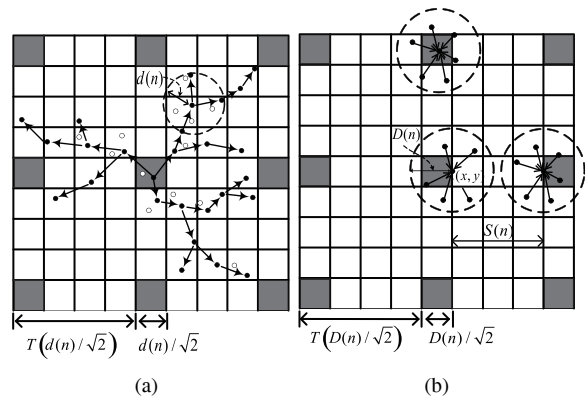 d(n)
T(d(n)/√2)
d(n)/√2
(a)
D(n)
(x, y
S(n)
T(D(n)/√2)
D(n)/√2
(b)